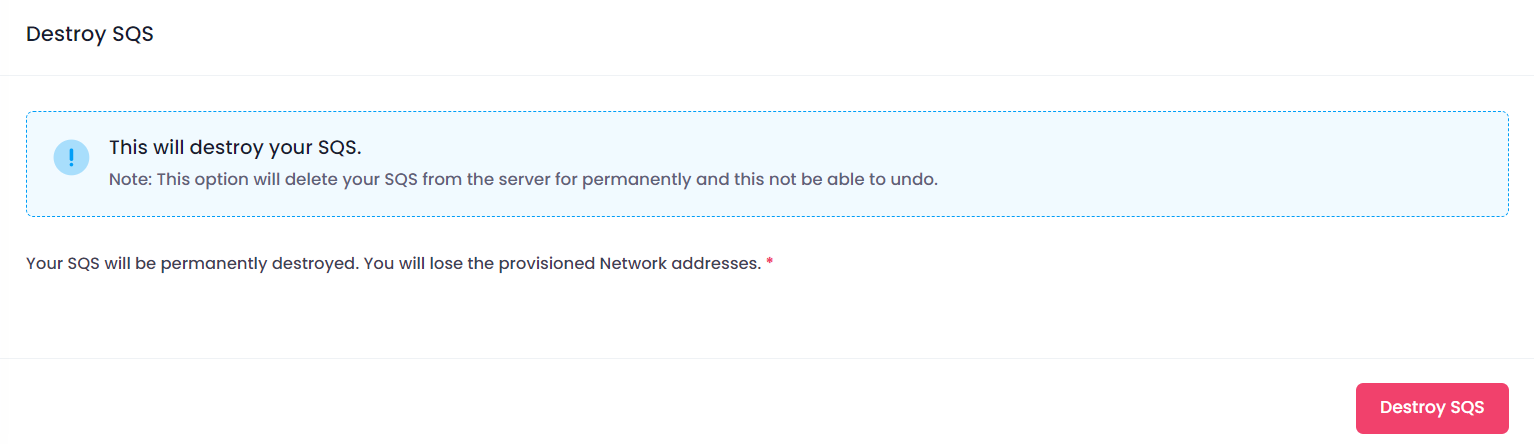 Destroy SQS
This will destroy your SQS.
Note: This option will delete your SQS from the server for permanently and this not be able to undo.
Your SQS will be permanently destroyed. You will lose the provisioned Network addresses. *
Destroy SQS